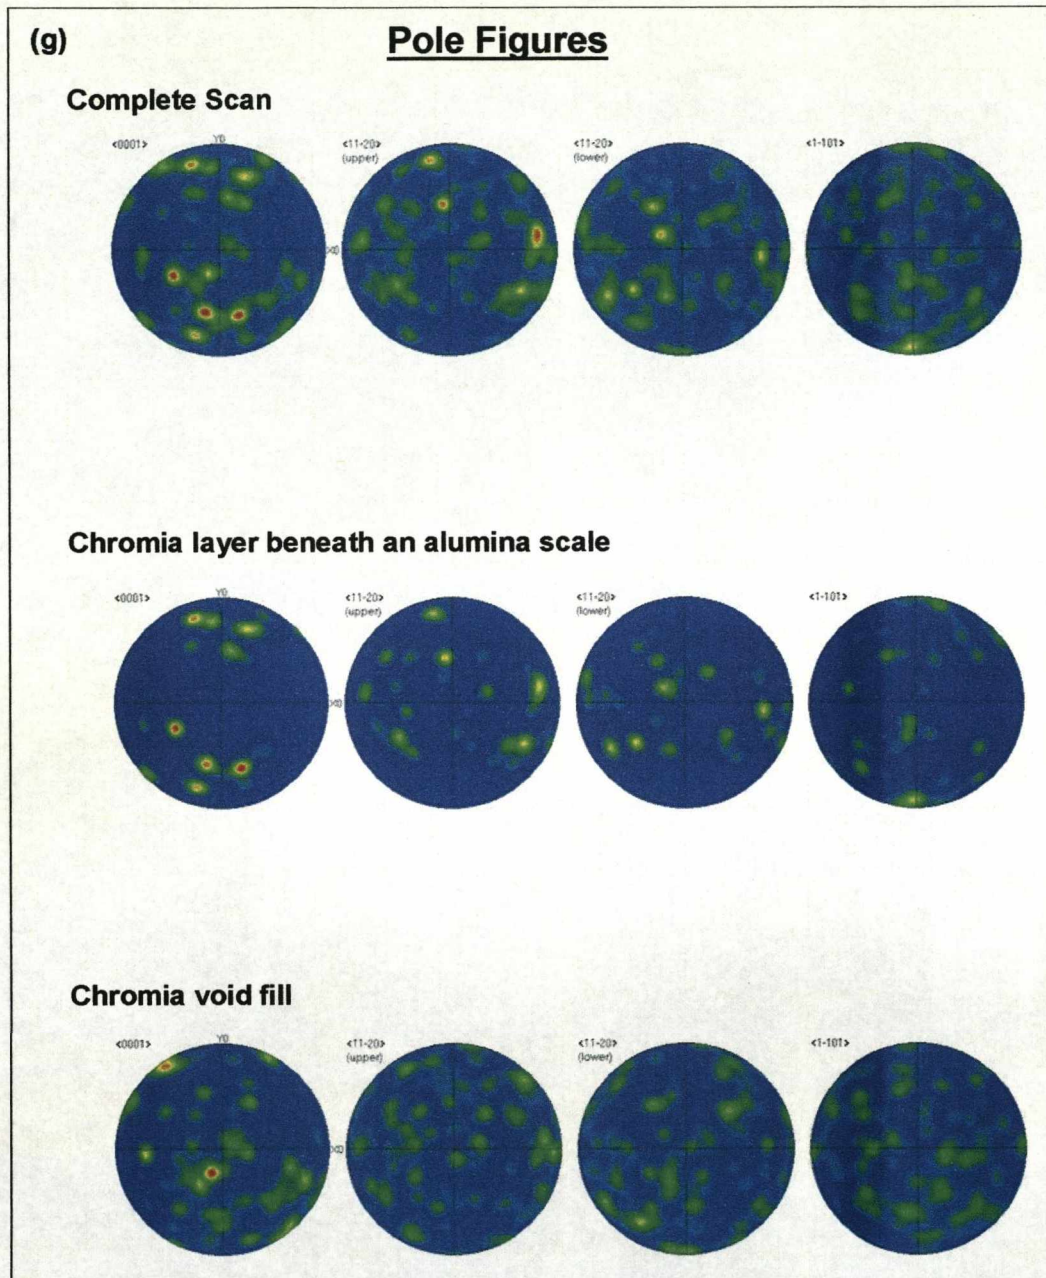 (g)
Pole Figures
Complete Scan
<0001>
Y0
X0
<11-20>
(upper)
<11-20>
(lower)
<1-101>
Chromia layer beneath an alumina scale
<0001>
Y0
X0
<11-20>
(upper)
<11-20>
(lower)
<1-101>
Chromia void fill
<0001>
Y0
X0
<11-20>
(upper)
<11-20>
(lower)
<1-101>